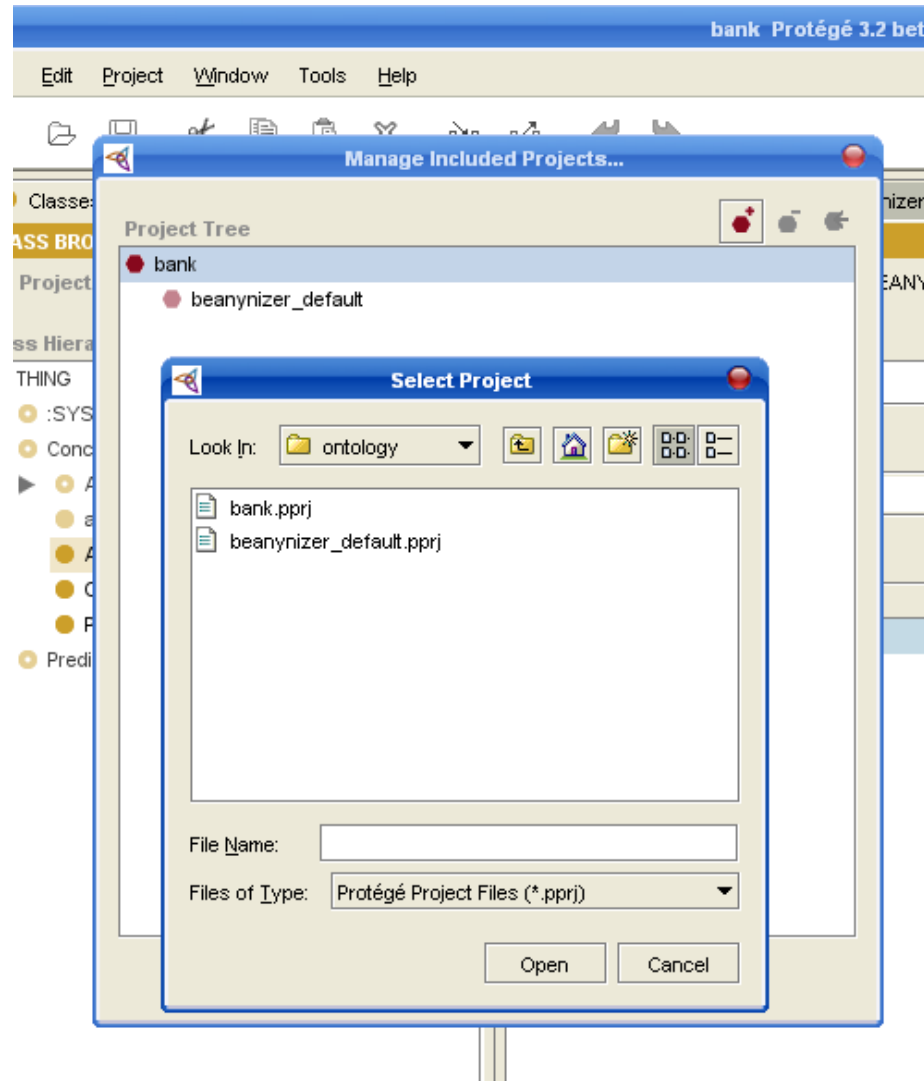 bank Protégé 3.2 bet
Edit Project Window Tools Help
Manage Included Projects...
Classes
nizer
Project Tree
ASS BRO
bank
Project
EANY
beanynizer_default
ss Hiera
THING
Select Project
:SYS
Look In: ontology
Conc
A
bank.pprj
a
beanynizer_default.pprj
A
C
P
Predi
File Name:
Files of Type: Protégé Project Files (*.pprj)
Open Cancel